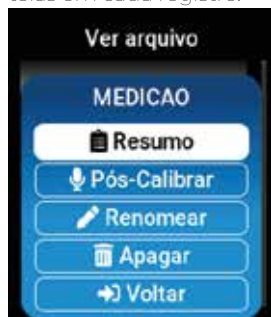 Ver arquivo
MEDICAO
Resumo
Pós-Calibrar
Renomear
Apagar
Voltar